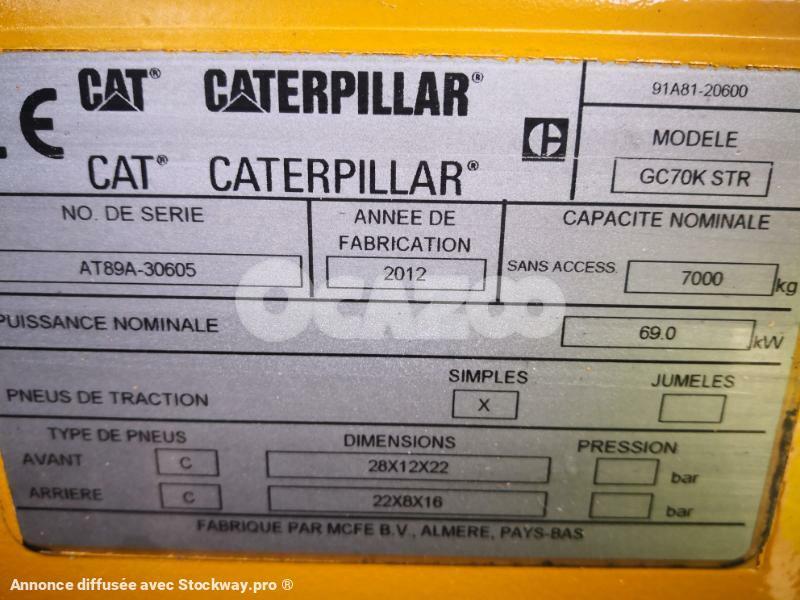 CE CAT® CATERPILLAR®
CAT® CATERPILLAR®
91A81-20600
MODELE
GC70K STR
NO. DE SERIE
AT89A-30605
ANNEE DE
FABRICATION
2012
CAPACITE NOMINALE
SANS ACCESS. 7000 kg
OCAZOO
PUISSANCE NOMINALE 69.0 kW
SIMPLES JUMELES
PNEUS DE TRACTION X
TYPE DE PNEUS DIMENSIONS PRESSION
AVANT C 28X12X22 bar
ARRIERE C 22X8X16 bar
FABRIQUE PAR MCFE B.V., ALMERE, PAYS-BAS
Annonce diffusée avec Stockway.pro ®